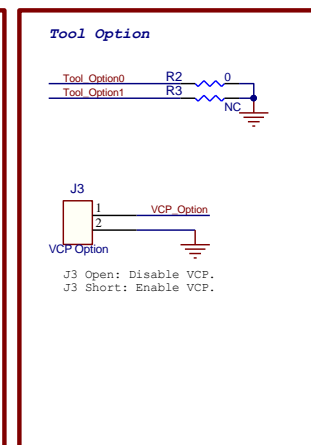 Tool Option
Tool_Option0 R2 0
Tool_Option1 R3 NC
J3
1 VCP_Option
2
VCP Option
J3 Open: Disable VCP.
J3 Short: Enable VCP.